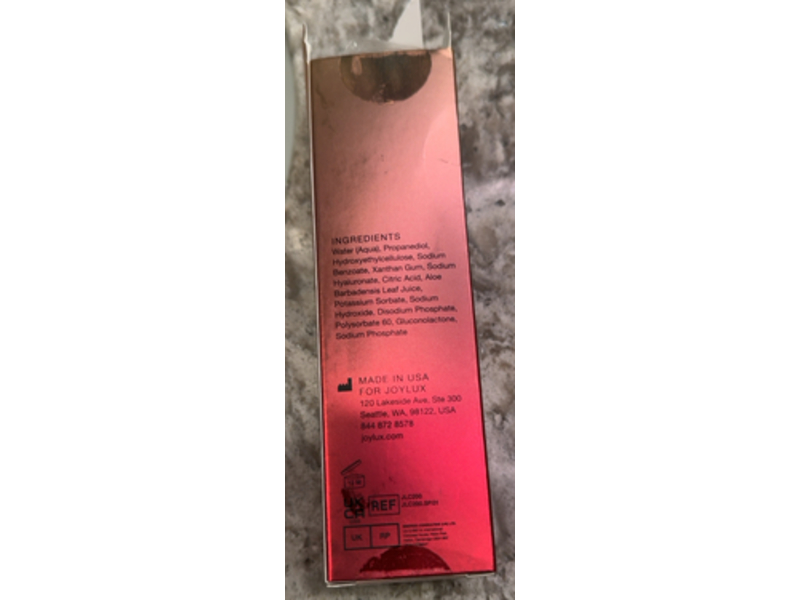 INGREDIENTS
Water (Aqua), Propanediol,
Hydroxyethylcellulose, Sodium
Benzoate, Xanthan Gum, Sodium
Hyaluronate, Citric Acid, Aloe
Barbadensis Leaf Juice,
Potassium Sorbate, Sodium
Hydroxide, Disodium Phosphate,
Polysorbate 60, Gluconolactone,
Sodium Phosphate
MADE IN USA
FOR JOYLUX
120 Lakeside Ave, Ste 300
Seattle, WA, 98122, USA
844 872 8578
joylux.com
REF
UK RP